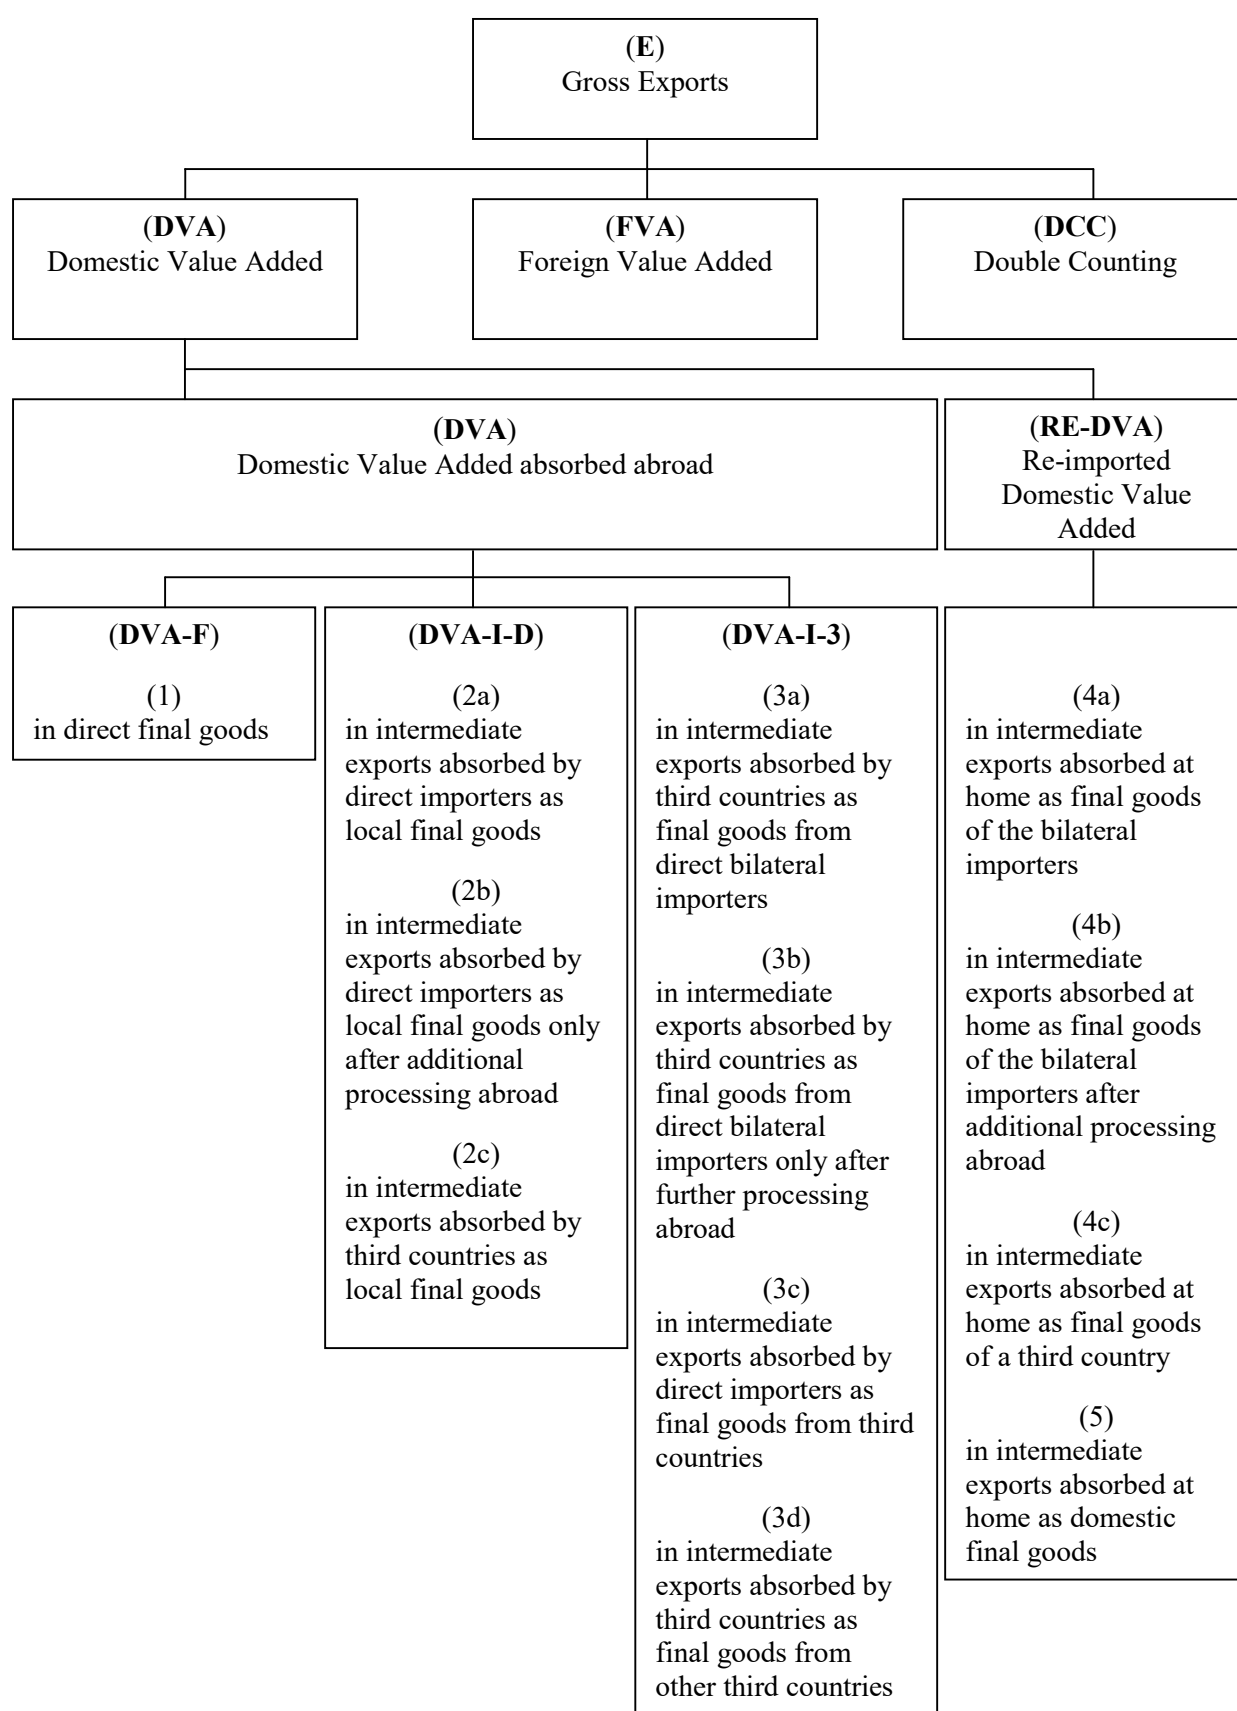 (E)
Gross Exports
(DVA)
Domestic Value Added
(FVA)
Foreign Value Added
(DCC)
Double Counting
(DVA)
Domestic Value Added absorbed abroad
(RE-DVA)
Re-imported
Domestic Value
Added
(DVA-F)
(1)
in direct final goods
(DVA-I-D)
(2a)
in intermediate
exports absorbed by
direct importers as
local final goods
(2b)
in intermediate
exports absorbed by
direct importers as
local final goods only
after additional
processing abroad
(2c)
in intermediate
exports absorbed by
third countries as
local final goods
(DVA-I-3)
(3a)
in intermediate
exports absorbed by
third countries as
final goods from
direct bilateral
importers
(3b)
in intermediate
exports absorbed by
third countries as
final goods from
direct bilateral
importers only after
further processing
abroad
(3c)
in intermediate
exports absorbed by
direct importers as
final goods from third
countries
(3d)
in intermediate
exports absorbed by
third countries as
final goods from
other third countries
(4a)
in intermediate
exports absorbed at
home as final goods
of the bilateral
importers
(4b)
in intermediate
exports absorbed at
home as final goods
of the bilateral
importers after
additional processing
abroad
(4c)
in intermediate
exports absorbed at
home as final goods
of a third country
(5)
in intermediate
exports absorbed at
home as domestic
final goods